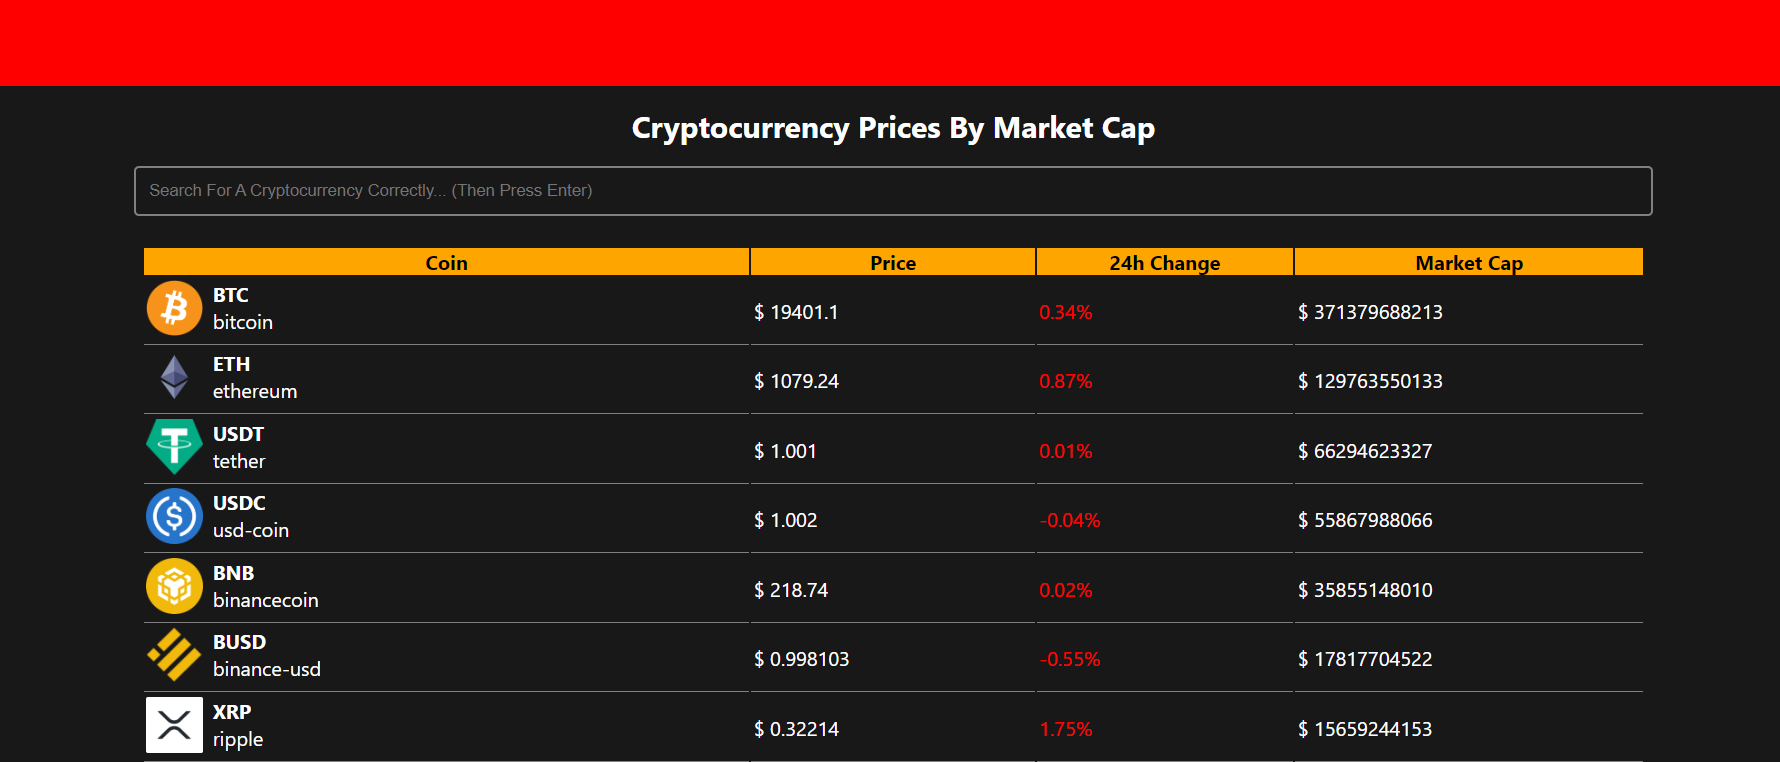 Cryptocurrency Prices By Market Cap
Search For A Cryptocurrency Correctly... (Then Press Enter)
Coin Price 24h Change Market Cap
BTC
bitcoin $ 19401.1 0.34% $ 371379688213
ETH
ethereum $ 1079.24 0.87% $ 129763550133
USDT
tether $ 1.001 0.01% $ 66294623327
USDC
usd-coin $ 1.002 -0.04% $ 55867988066
BNB
binancecoin $ 218.74 0.02% $ 35855148010
BUSD
binance-usd $ 0.998103 -0.55% $ 17817704522
XRP
ripple $ 0.32214 1.75% $ 15659244153